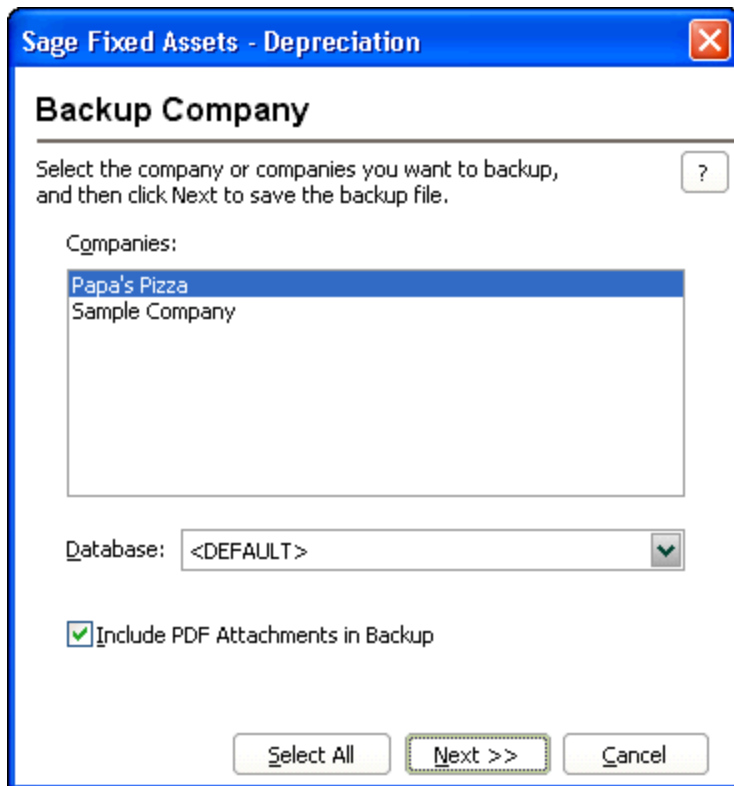 Sage Fixed Assets - Depreciation
Backup Company
Select the company or companies you want to backup,
and then click Next to save the backup file.
?
Companies:
Papa's Pizza
Sample Company
Database:
<DEFAULT>
Include PDF Attachments in Backup
Select All
Next >>
Cancel